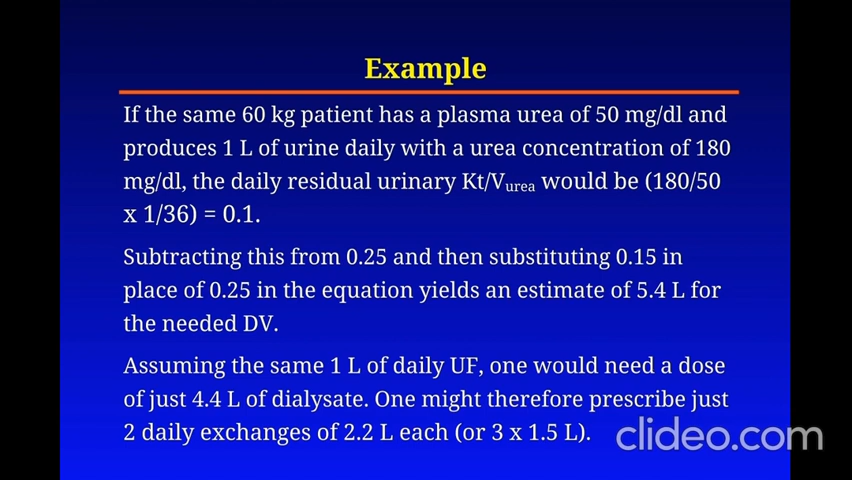 Example
If the same 60 kg patient has a plasma urea of 50 mg/dl and
produces 1 L of urine daily with a urea concentration of 180
mg/dl, the daily residual urinary Kt/Vurea would be (180/50
x 1/36) = 0.1.
Subtracting this from 0.25 and then substituting 0.15 in
place of 0.25 in the equation yields an estimate of 5.4 L for
the needed DV.
Assuming the same 1 L of daily UF, one would need a dose
of just 4.4 L of dialysate. One might therefore prescribe just
2 daily exchanges of 2.2 L each (or 3 x 1.5 L).
clideo.com